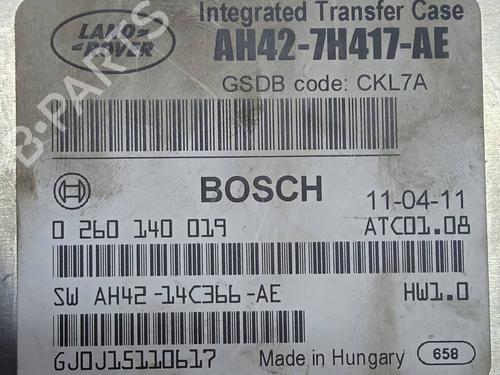 LAND
ROVER
Integrated Transfer Case
AH42-7H417-AE
GSDB code: CKL7A
B-PARTS
BOSCH
11-04-11
0 260 140 019
ATC01.08
SW AH42-14C366-AE
HW1.0
GJ0J15110617
Made in Hungary
658